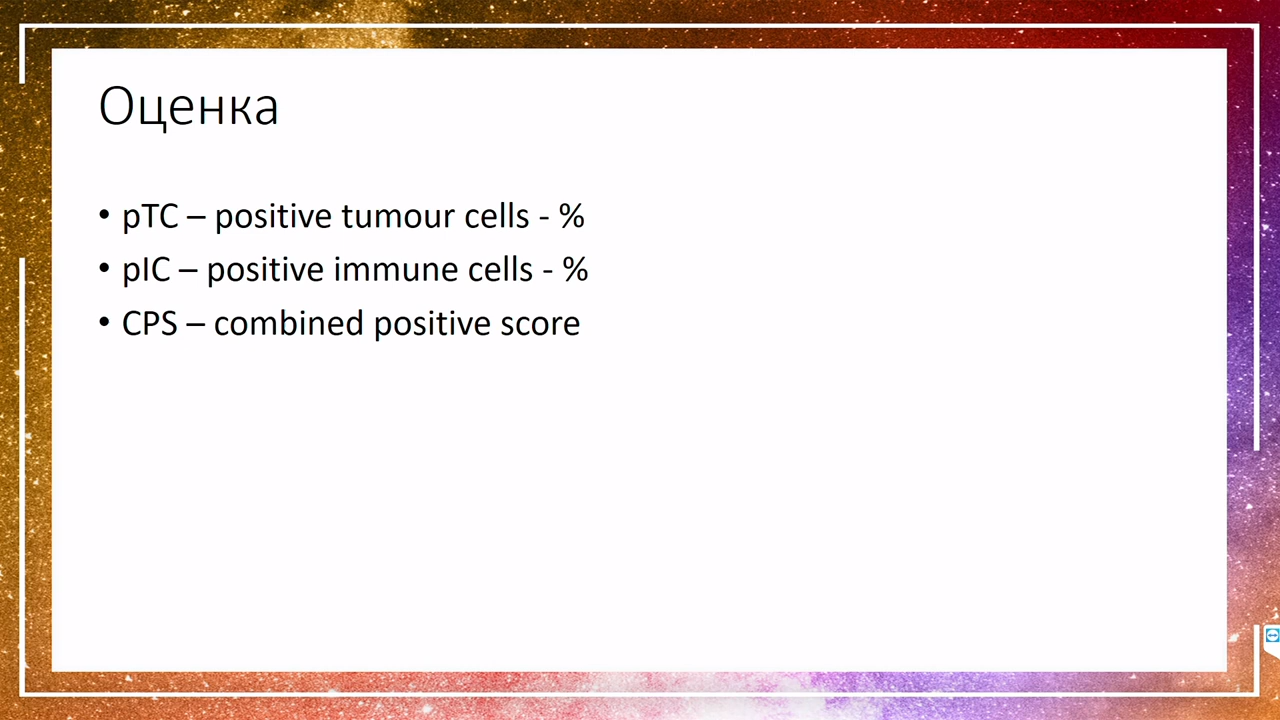 Оценка
• pTC – positive tumour cells - %
• pIC – positive immune cells - %
• CPS – combined positive score